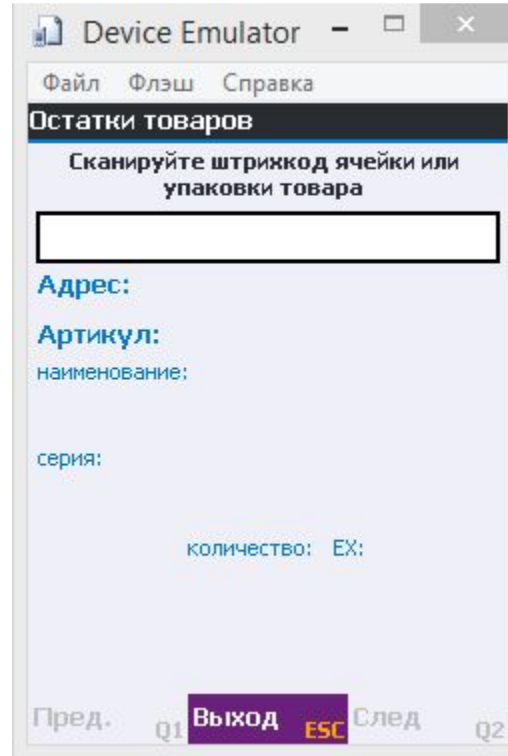 Device Emulator
Файл Флэш Справка
Остатки товаров
Сканируйте штрихкод ячейки или
упаковки товара
Адрес:
Артикул:
наименование:
серия:
количество: EX:
Пред. Q1 Выход ESC След Q2